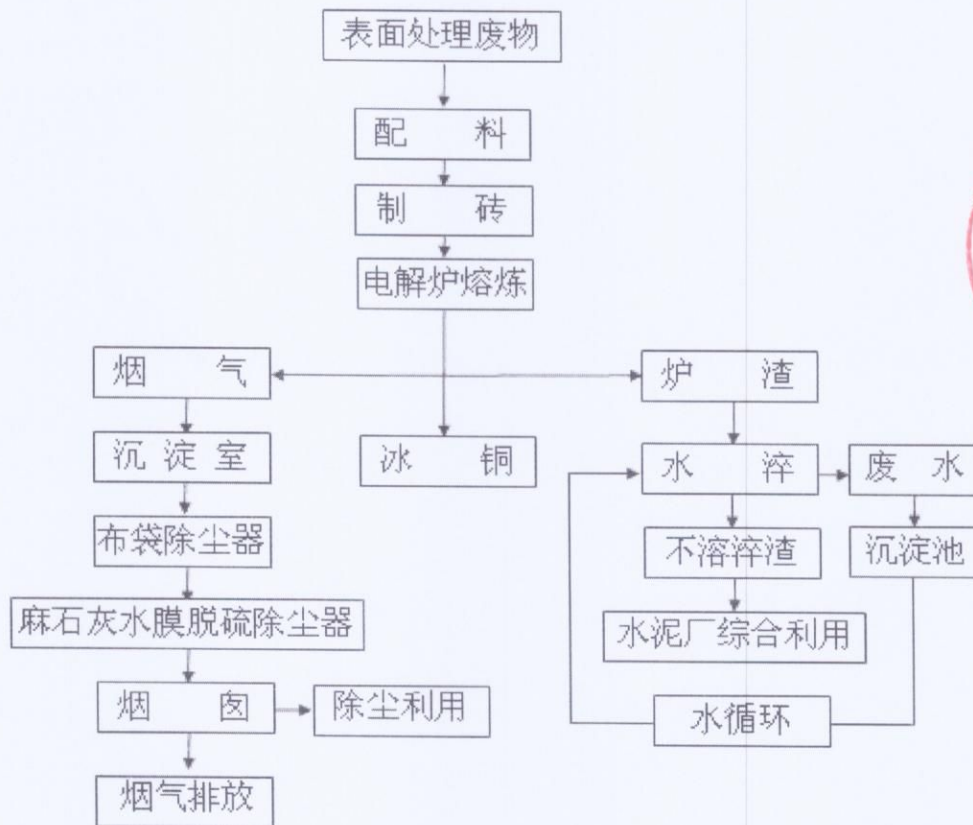 表面处理废物
配 料
制 砖
电解炉熔炼
烟 气
炉 渣
沉 淀 室
冰 铜
水 淬
废 水
布袋除尘器
不溶淬渣
沉淀池
麻石灰水膜脱硫除尘器
水泥厂综合利用
烟 囱
除尘利用
水循环
烟气排放